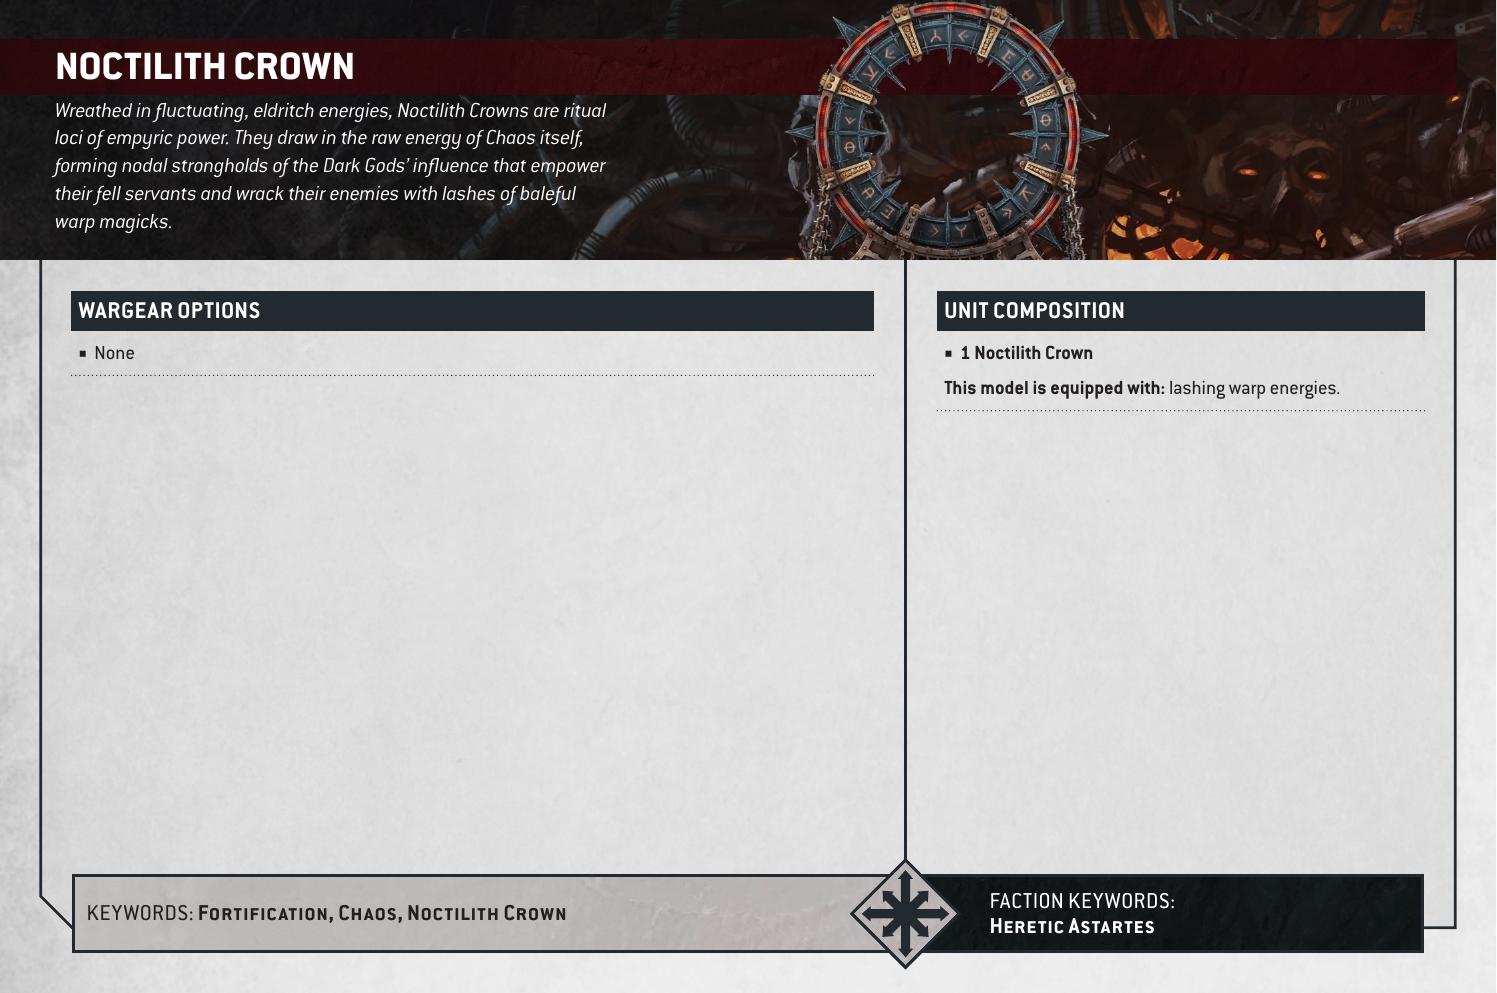 NOCTILITH CROWN
Wreathed in fluctuating, eldritch energies, Noctilith Crowns are ritual
loci of empyric power. They draw in the raw energy of Chaos itself,
forming nodal strongholds of the Dark Gods’ influence that empower
their fell servants and wrack their enemies with lashes of baleful
warp magicks.
WARGEAR OPTIONS
■ None
UNIT COMPOSITION
■ 1 Noctilith Crown
This model is equipped with: lashing warp energies.
KEYWORDS: Fortification, Chaos, Noctilith Crown
FACTION KEYWORDS:
Heretic Astartes